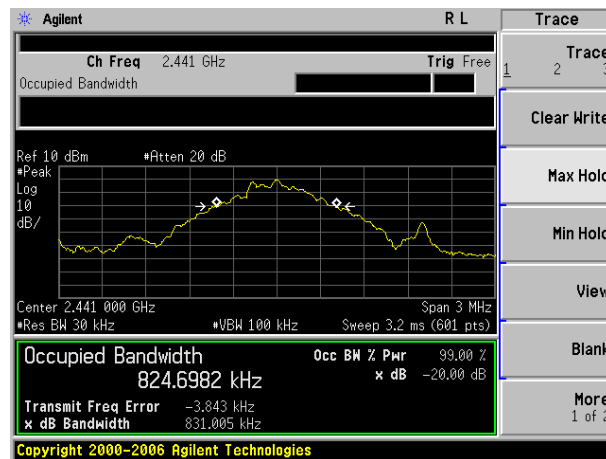 Agilent R L Trace
Ch Freq 2.441 GHz Trig Free
Occupied Bandwidth
Trace
1 2 3
Clear Write
Max Hold
Min Hold
View
Blank
More
1 of 2
Ref 10 dBm #Atten 20 dB
#Peak
Log
10
dB/
Center 2.441 000 GHz Span 3 MHz
#Res BW 30 kHz #VBW 100 kHz Sweep 3.2 ms (601 pts)
Occupied Bandwidth Occ BW % Pwr 99.00 %
824.6982 kHz x dB -20.00 dB
Transmit Freq Error -3.843 kHz
x dB Bandwidth 831.005 kHz
Copyright 2000-2006 Agilent Technologies